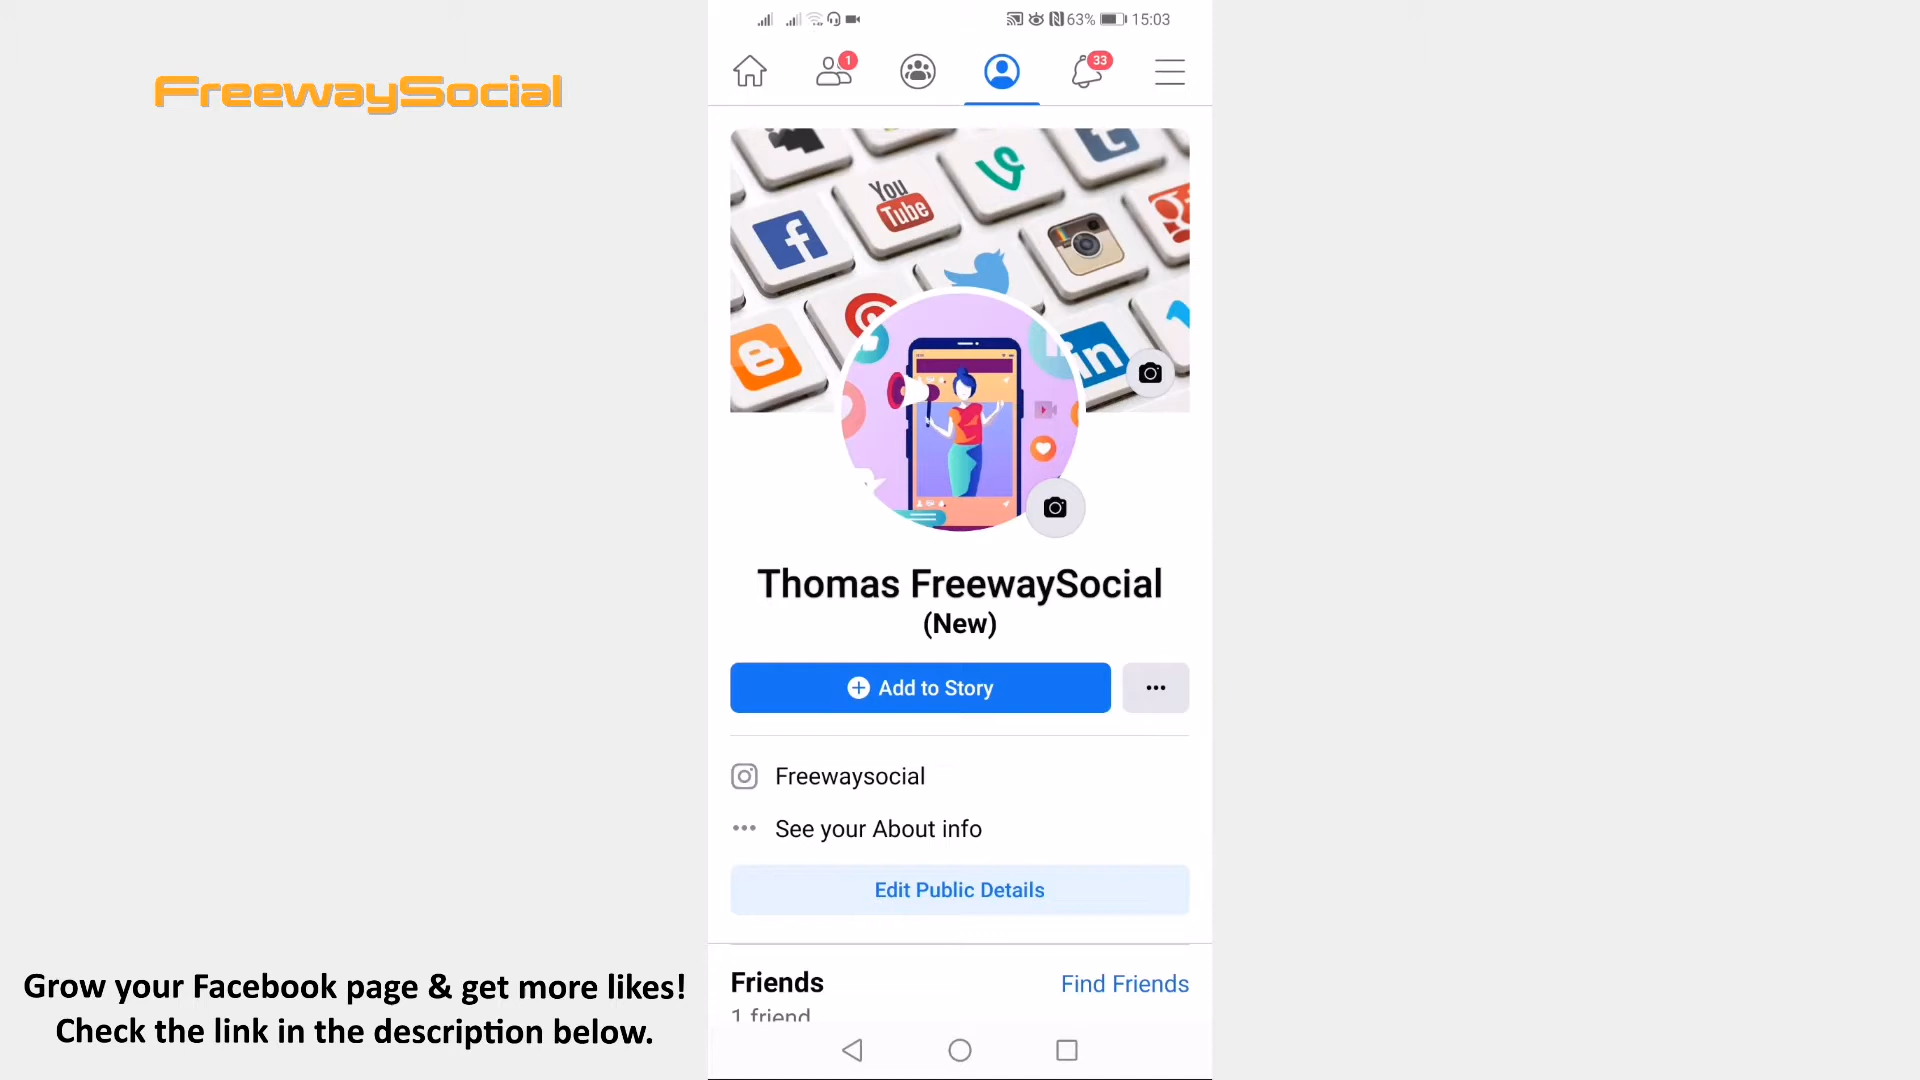 63% 15:03
FreewaySocial
1
33
You
Tube
f
t
in
Thomas FreewaySocial
(New)
Add to Story
Freewaysocial
See your About info
Edit Public Details
Friends
Find Friends
1 friend
Grow your Facebook page & get more likes!
Check the link in the description below.